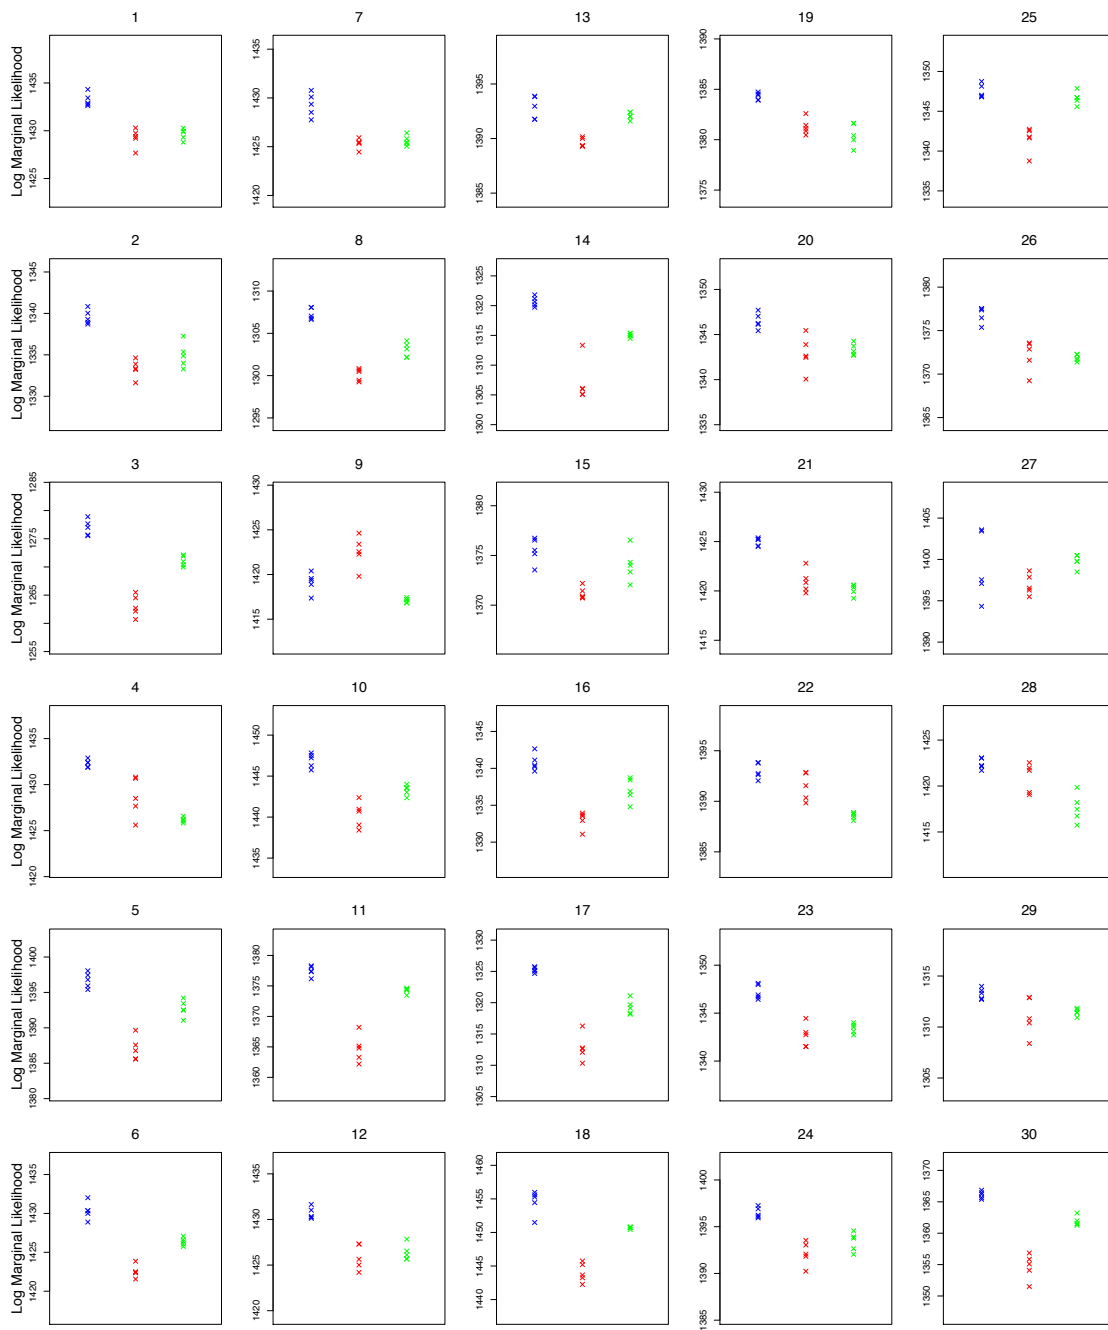 1 7 13 19 25
Log Marginal Likelihood
1425 1430 1435
1420 1425 1430 1435
1385 1390 1395
1375 1380 1385 1390
1335 1340 1345 1350
2 8 14 20 26
Log Marginal Likelihood
1330 1335 1340 1345
1295 1300 1305 1310
1300 1305 1310 1315 1320 1325
1335 1340 1345 1350
1365 1370 1375 1380
3 9 15 21 27
Log Marginal Likelihood
1255 1265 1275 1285
1415 1420 1425 1430
1370 1375 1380
1415 1420 1425 1430
1390 1395 1400 1405
4 10 16 22 28
Log Marginal Likelihood
1420 1425 1430 1435
1435 1440 1445 1450
1330 1335 1340 1345
1385 1390 1395
1415 1420 1425
5 11 17 23 29
Log Marginal Likelihood
1380 1385 1390 1395 1400
1360 1365 1370 1375 1380
1305 1310 1315 1320 1325 1330
1340 1345 1350
1305 1310 1315
6 12 18 24 30
Log Marginal Likelihood
1420 1425 1430 1435
1420 1425 1430 1435
1440 1445 1450 1455 1460
1385 1390 1395 1400
1350 1355 1360 1365 1370